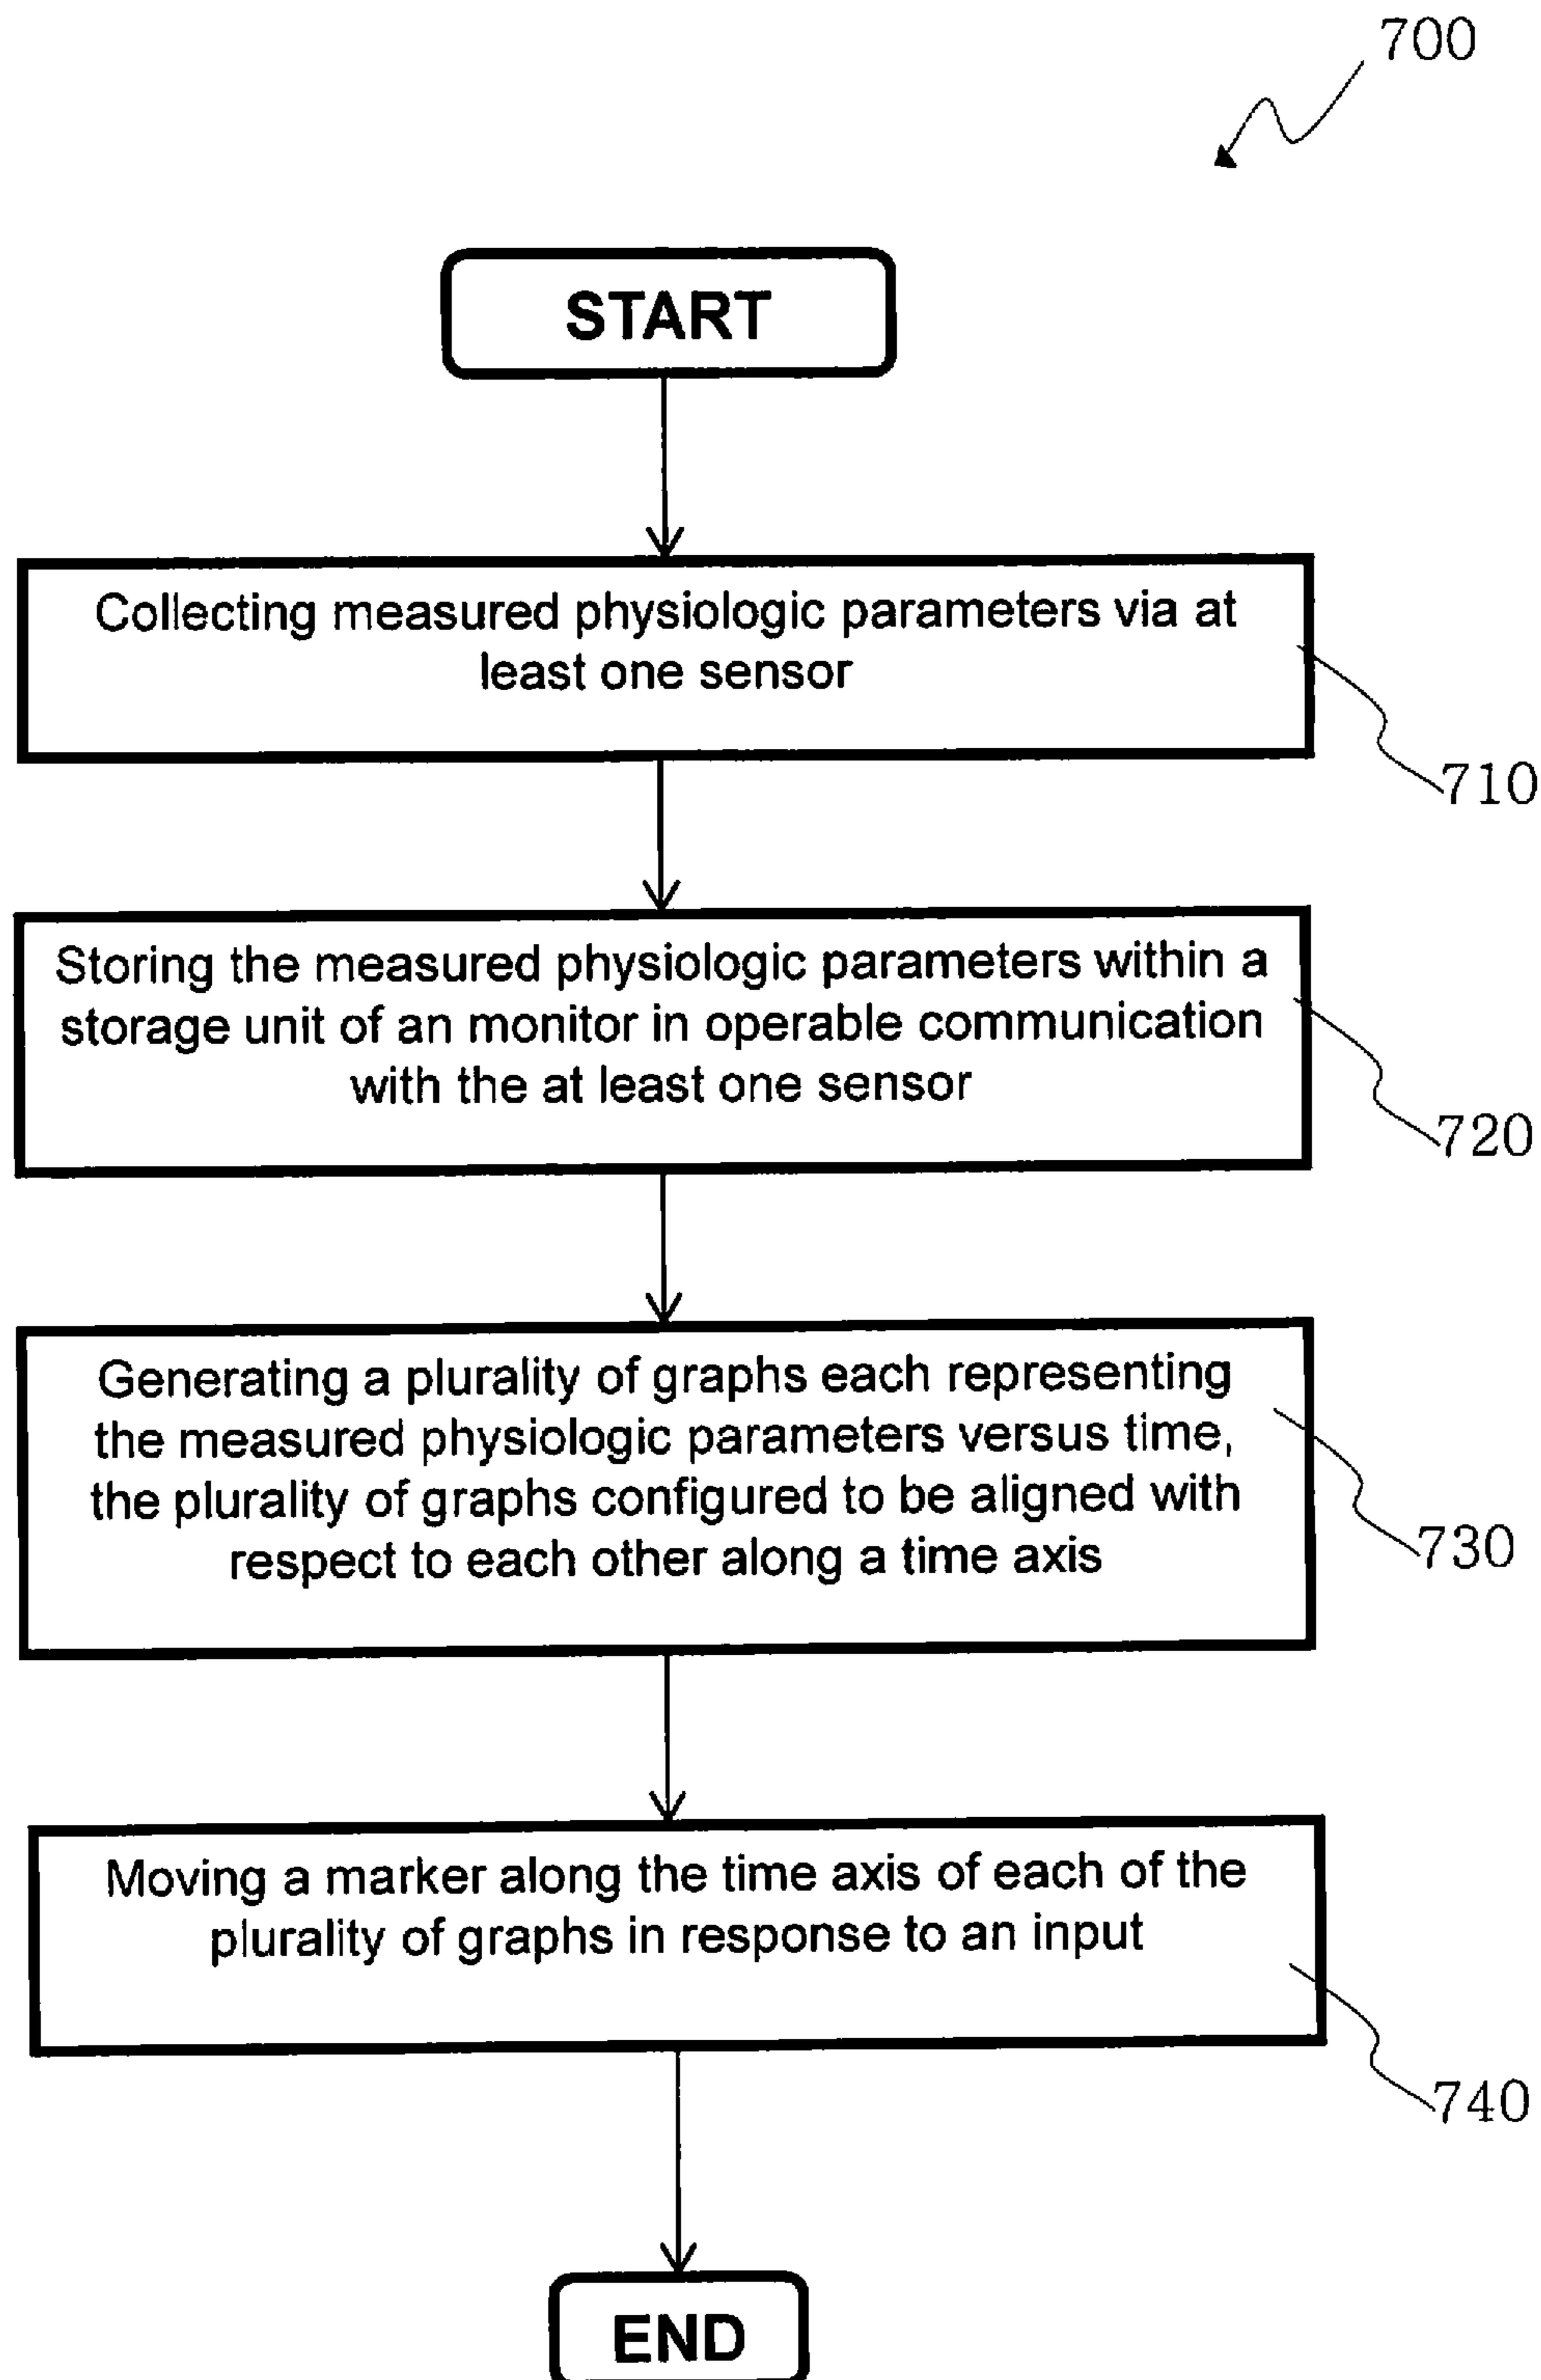 700
START
Collecting measured physiologic parameters via at
least one sensor
710
Storing the measured physiologic parameters within a
storage unit of an monitor in operable communication
with the at least one sensor
720
Generating a plurality of graphs each representing
the measured physiologic parameters versus time,
the plurality of graphs configured to be aligned with
respect to each other along a time axis
730
Moving a marker along the time axis of each of the
plurality of graphs in response to an input
740
END